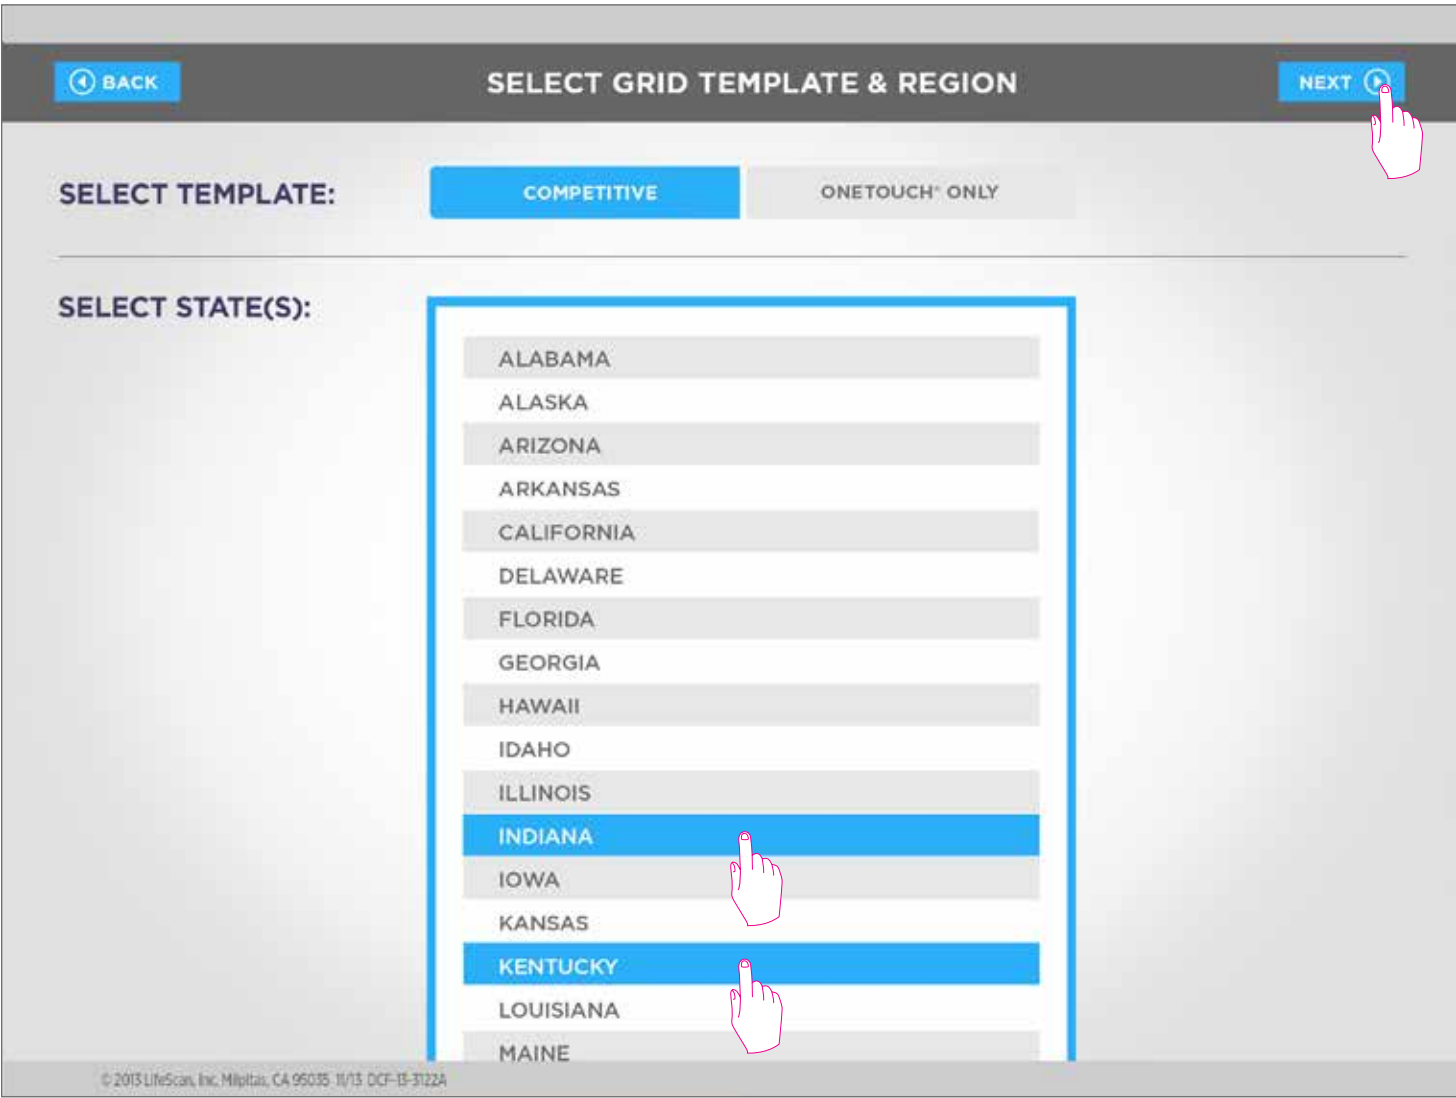 BACK
SELECT GRID TEMPLATE & REGION
NEXT
SELECT TEMPLATE:
COMPETITIVE
ONETOUCH® ONLY
SELECT STATE(S):
ALABAMA
ALASKA
ARIZONA
ARKANSAS
CALIFORNIA
DELAWARE
FLORIDA
GEORGIA
HAWAII
IDAHO
ILLINOIS
INDIANA
IOWA
KANSAS
KENTUCKY
LOUISIANA
MAINE
© 2013 LifeScan, Inc. Milpitas, CA 95035 11/13 DCF-13-3122A